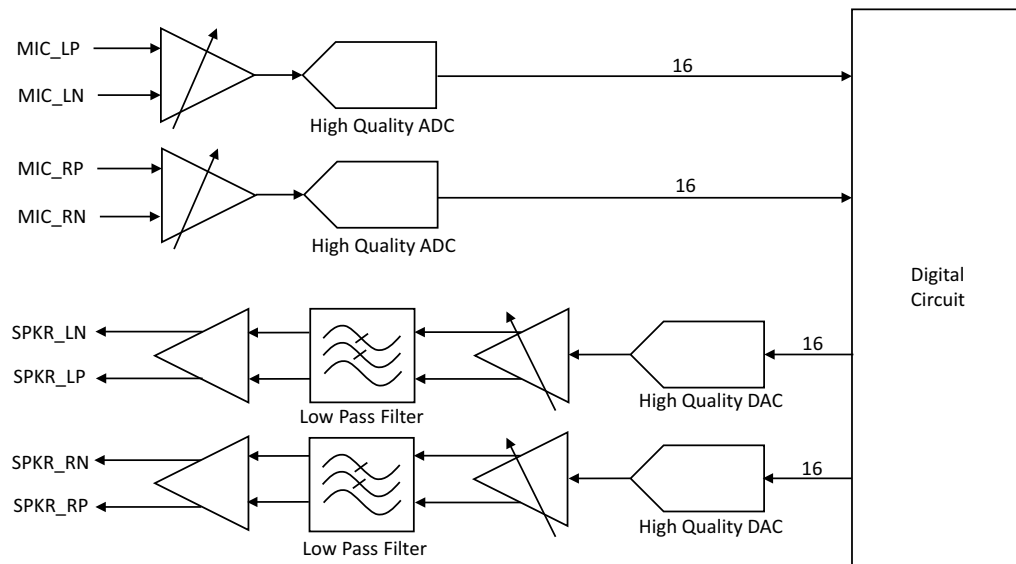 MIC_LP
16
MIC_LN
High Quality ADC
MIC_RP
16
MIC_RN
High Quality ADC
Digital
Circuit
SPKR_LN
16
SPKR_LP
High Quality DAC
Low Pass Filter
SPKR_RN
16
SPKR_RP
High Quality DAC
Low Pass Filter